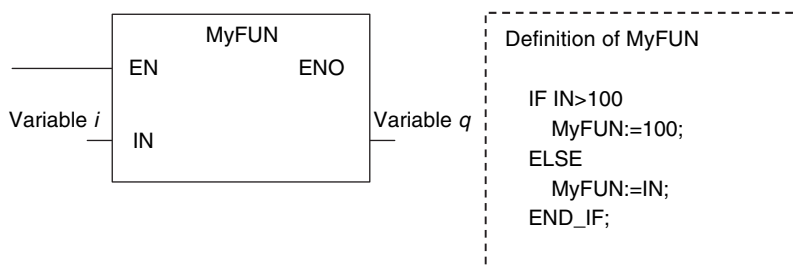 MyFUN
EN ENO
Variable i
Variable q
IN
Definition of MyFUN
IF IN>100
MyFUN:=100;
ELSE
MyFUN:=IN;
END_IF;